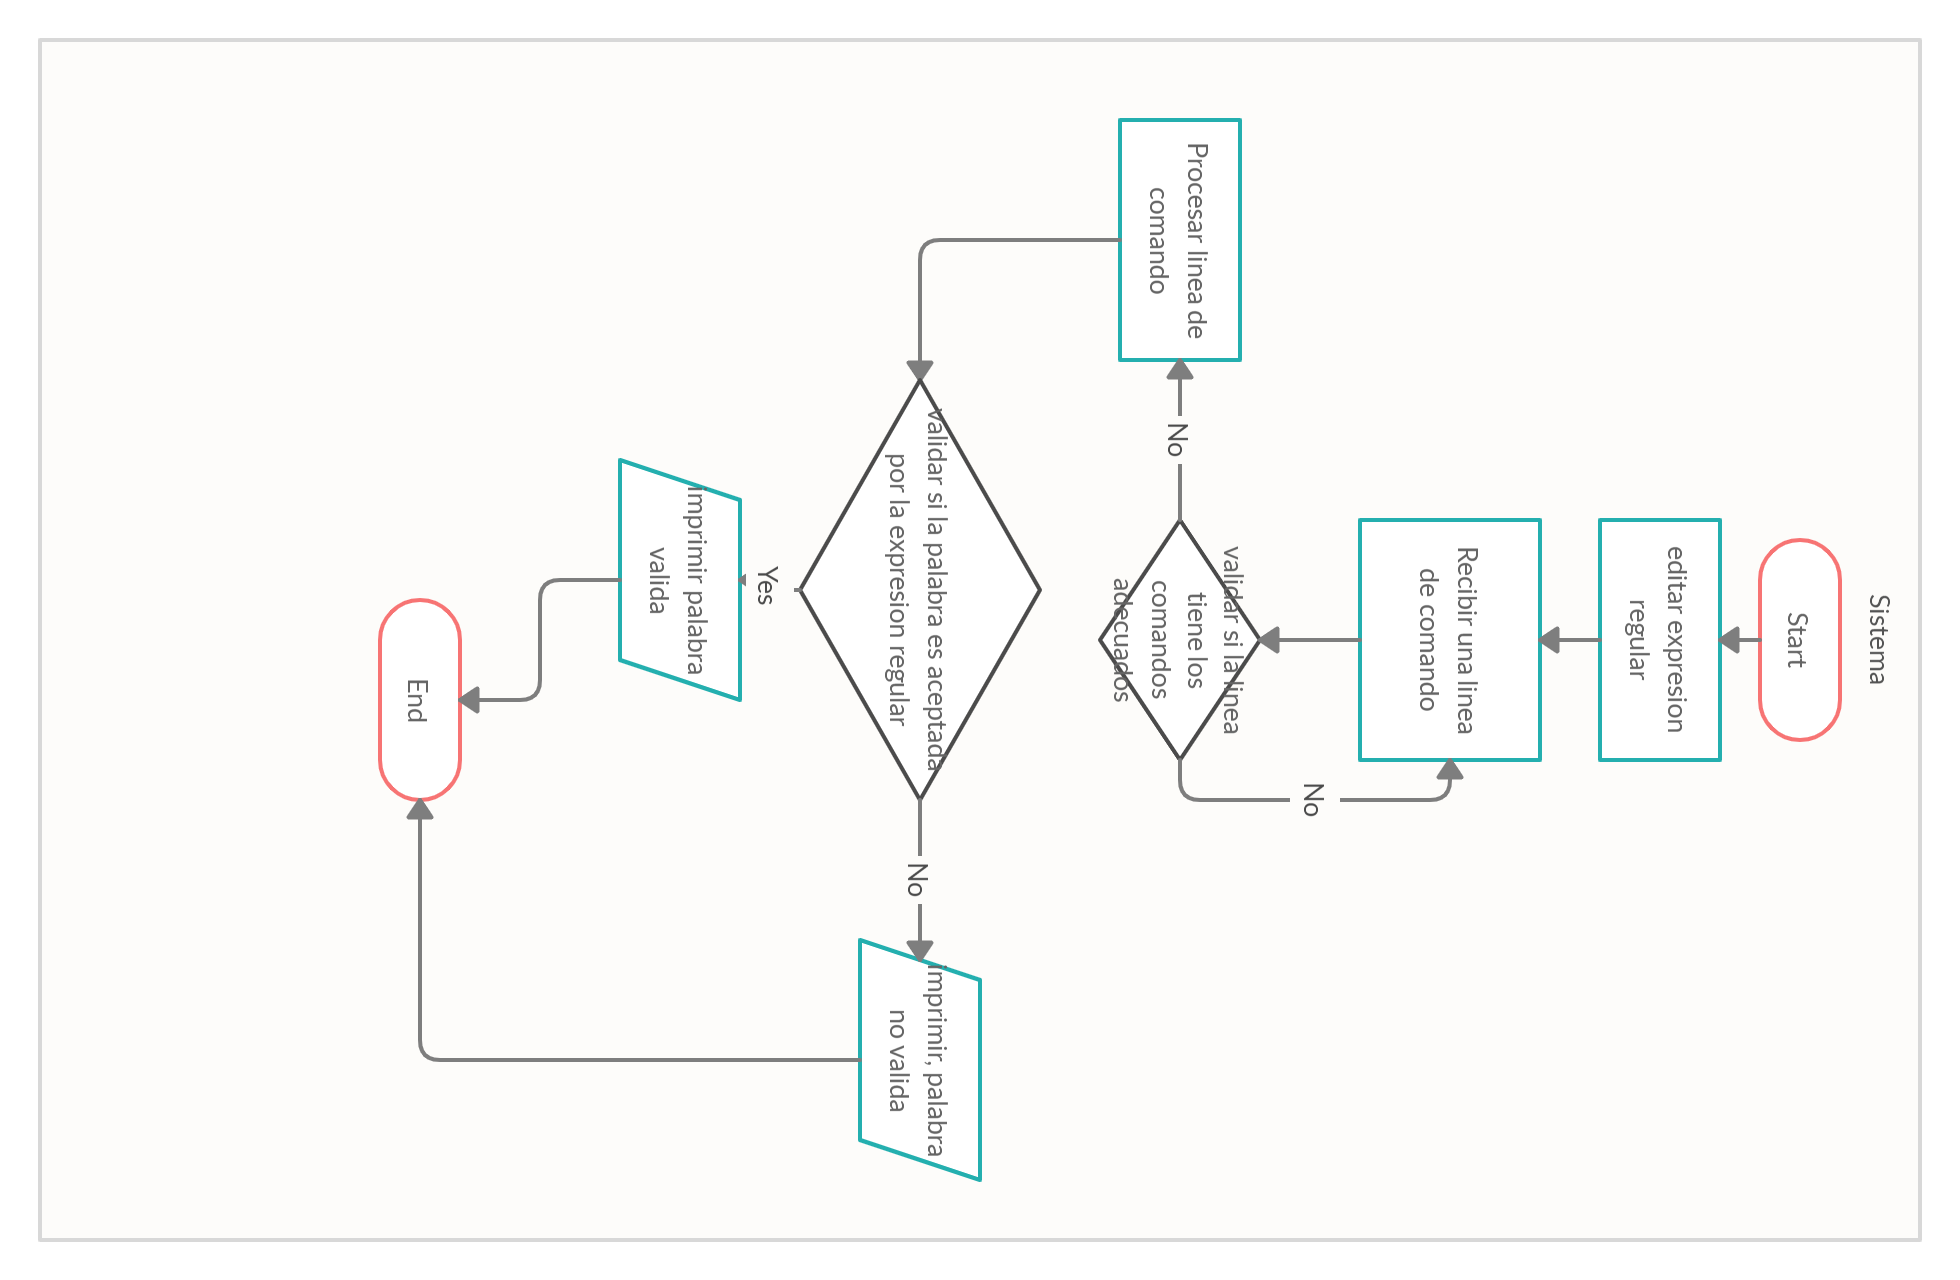 Sistema
Start
editar expresion
regular
Recibir una linea
de comando
validar si la linea
tiene los
comandos
adecuados
No
No
Procesar linea de
comando
validar si la palabra es aceptada
por la expresion regular
Yes
No
imprimir palabra
valida
imprimir, palabra
no valida
End